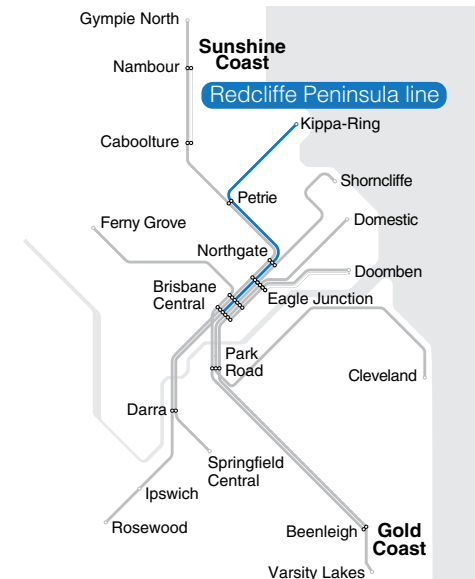 Gympie North
Sunshine
Coast
Nambour
Redcliffe Peninsula line
Kippa-Ring
Caboolture
Shorncliffe
Petrie
Ferny Grove
Domestic
Northgate
Doomben
Brisbane
Central
Eagle Junction
Park
Road
Cleveland
Darra
Springfield
Central
Ipswich
Rosewood
Beenleigh
Gold
Coast
Varsity Lakes